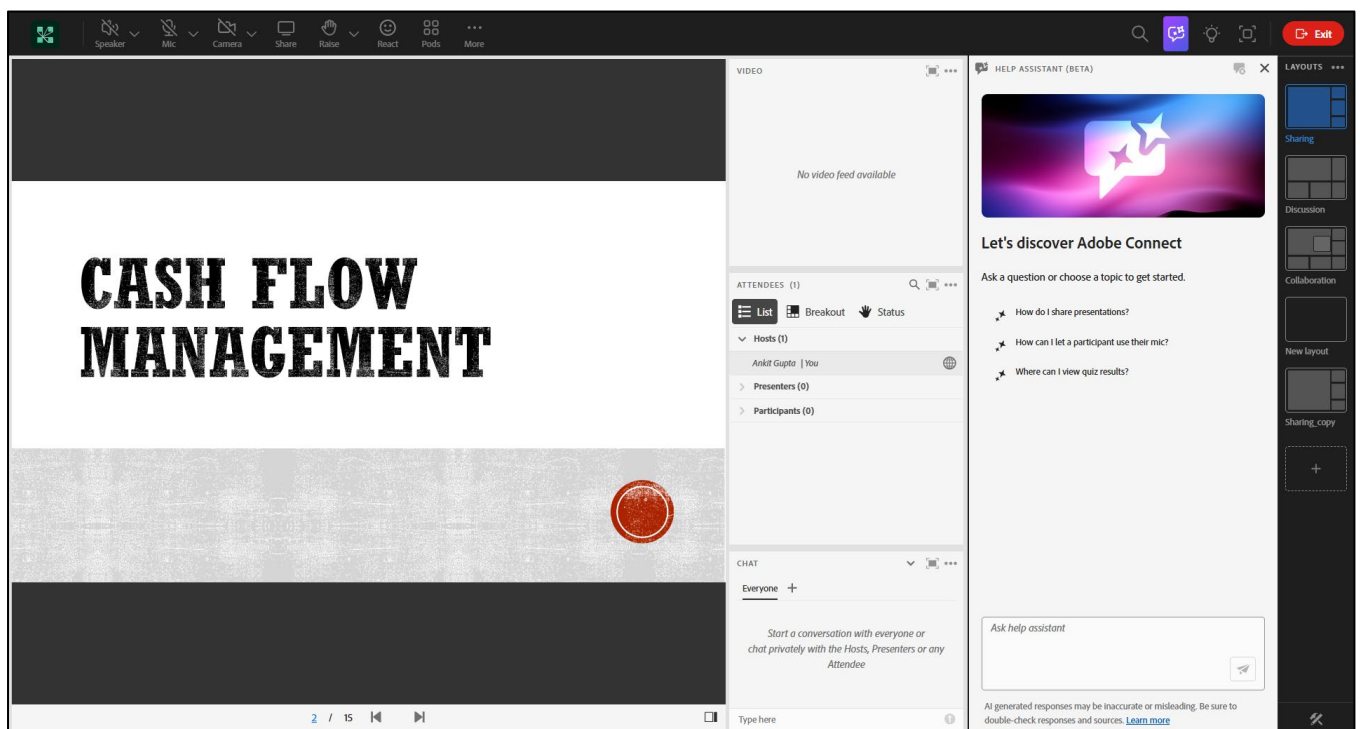 Speaker
Mic
Camera
Share
Raise
React
Pods
More
Exit
CASH FLOW
MANAGEMENT
2 / 15
VIDEO
No video feed available
ATTENDEES (1)
List
Breakout
Status
Hosts (1)
Ankit Gupta | You
Presenters (0)
Participants (0)
CHAT
Everyone
Start a conversation with everyone or
chat privately with the Hosts, Presenters or any
Attendee
Type here
HELP ASSISTANT (BETA)
Let's discover Adobe Connect
Ask a question or choose a topic to get started.
How do I share presentations?
How can I let a participant use their mic?
Where can I view quiz results?
Ask help assistant
AI generated responses may be inaccurate or misleading. Be sure to
double-check responses and sources. Learn more
LAYOUTS
Sharing
Discussion
Collaboration
New layout
Sharing_copy